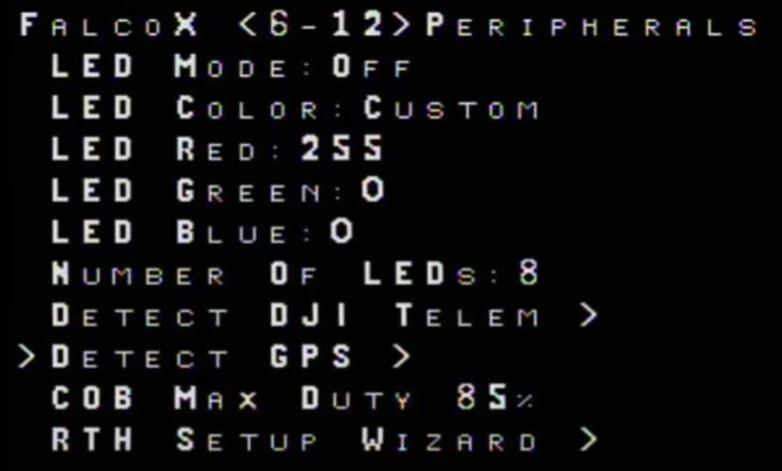 FalcoX <6-12>Peripherals
LED Mode:Off
LED Color:Custom
LED Red:255
LED Green:0
LED Blue:0
Number Of LEDs:8
Detect DJI Telem >
>Detect GPS >
COB Max Duty 85%
RTH Setup Wizard >